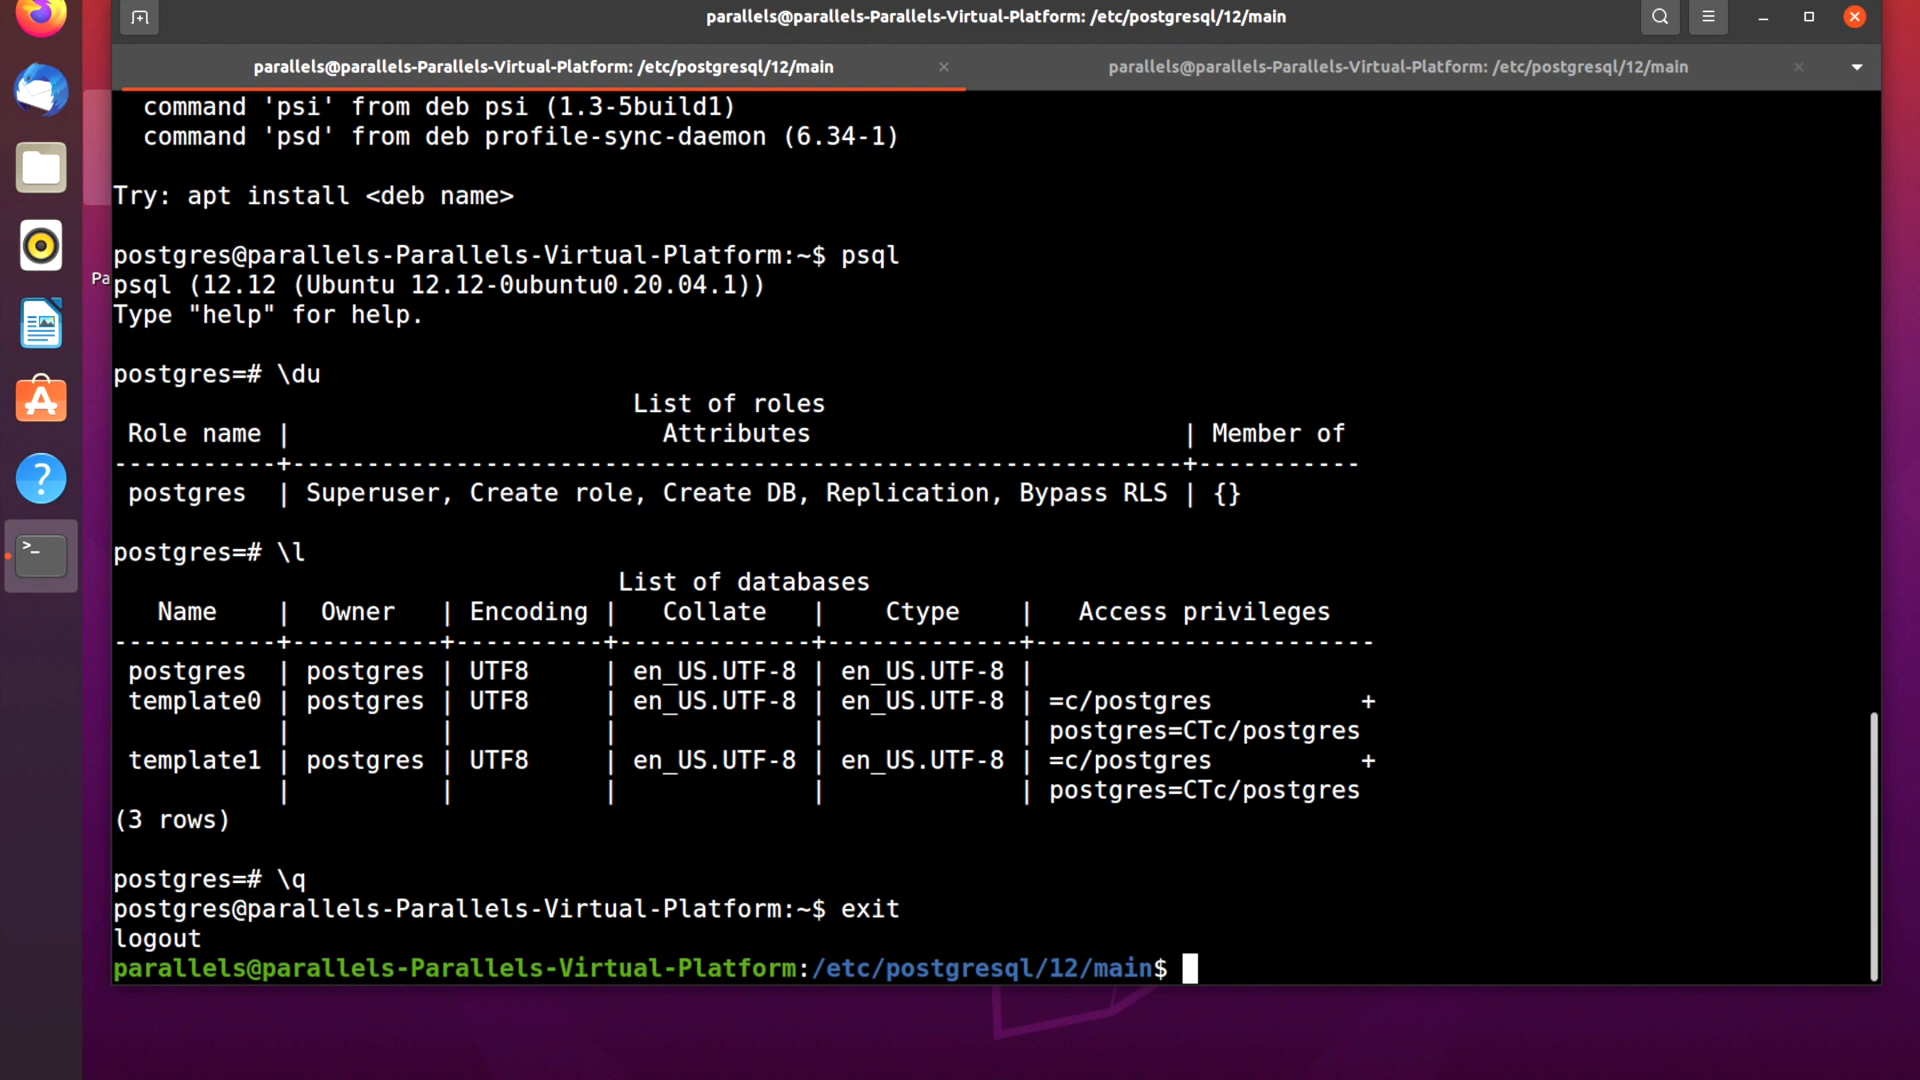 parallels@parallels-Parallels-Virtual-Platform: /etc/postgresql/12/main
parallels@parallels-Parallels-Virtual-Platform: /etc/postgresql/12/main
parallels@parallels-Parallels-Virtual-Platform: /etc/postgresql/12/main
  command 'psi' from deb psi (1.3-5build1)
  command 'psd' from deb profile-sync-daemon (6.34-1)
Try: apt install <deb name>
postgres@parallels-Parallels-Virtual-Platform:~$ psql
Pa
psql (12.12 (Ubuntu 12.12-0ubuntu0.20.04.1))
Type "help" for help.
postgres=# \du
                                   List of roles
 Role name |                         Attributes                         | Member of
-----------+------------------------------------------------------------+-----------
 postgres  | Superuser, Create role, Create DB, Replication, Bypass RLS | {}
postgres=# \l
                                  List of databases
   Name    |  Owner   | Encoding |   Collate   |    Ctype    |   Access privileges
-----------+----------+----------+-------------+-------------+-----------------------
 postgres  | postgres | UTF8     | en_US.UTF-8 | en_US.UTF-8 |
 template0 | postgres | UTF8     | en_US.UTF-8 | en_US.UTF-8 | =c/postgres          +
           |          |          |             |             | postgres=CTc/postgres
 template1 | postgres | UTF8     | en_US.UTF-8 | en_US.UTF-8 | =c/postgres          +
           |          |          |             |             | postgres=CTc/postgres
(3 rows)
postgres=# \q
postgres@parallels-Parallels-Virtual-Platform:~$ exit
logout
parallels@parallels-Parallels-Virtual-Platform:/etc/postgresql/12/main$